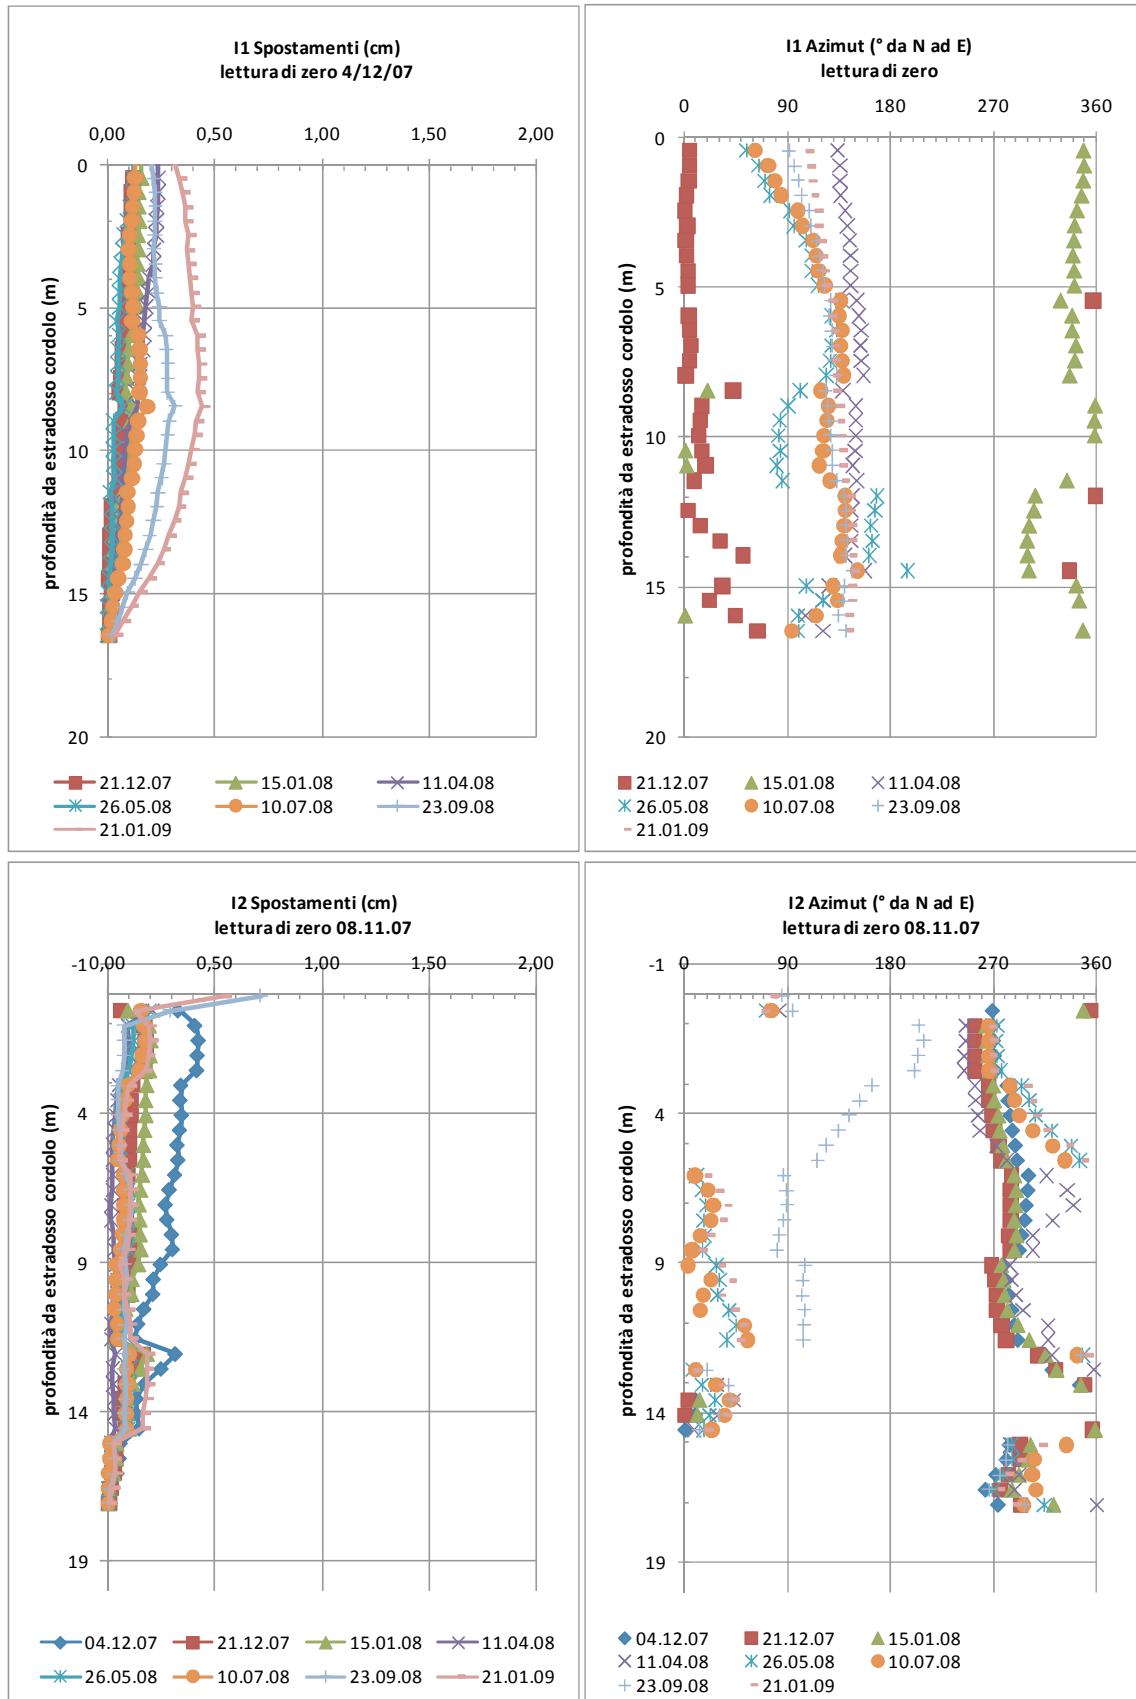 I1 Spostamenti (cm)
lettura di zero 4/12/07
0,00 0,50 1,00 1,50 2,00
0
5
10
15
20
profondità da estradosso cordolo (m)
21.12.07 15.01.08 11.04.08
26.05.08 10.07.08 23.09.08
21.01.09
I1 Azimut (° da N ad E)
lettura di zero
0 90 180 270 360
0
5
10
15
20
profondità da estradosso cordolo (m)
21.12.07 15.01.08 11.04.08
26.05.08 10.07.08 23.09.08
21.01.09
I2 Spostamenti (cm)
lettura di zero 08.11.07
0,00 0,50 1,00 1,50 2,00
-1
4
9
14
19
profondità da estradosso cordolo (m)
04.12.07 21.12.07 15.01.08 11.04.08
26.05.08 10.07.08 23.09.08 21.01.09
I2 Azimut (° da N ad E)
lettura di zero 08.11.07
0 90 180 270 360
-1
4
9
14
19
profondità da estradosso cordolo (m)
04.12.07 21.12.07 15.01.08
11.04.08 26.05.08 10.07.08
23.09.08 21.01.09